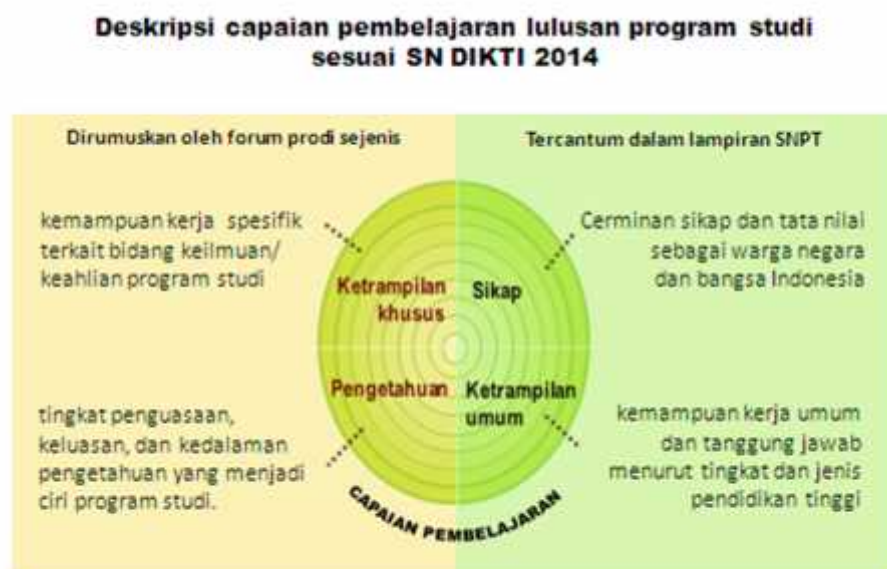 Deskripsi capaian pembelajaran lulusan program studi
sesuai SN DIKTI 2014
Dirumuskan oleh forum prodi sejenis
kemampuan kerja spesifik
terkait bidang keilmuan/
keahlian program studi
Ketrampilan
khusus
Pengetahuan
tingkat penguasaan,
keluasan, dan kedalaman
pengetahuan yang menjadi
ciri program studi.
Tercantum dalam lampiran SNPT
Cerminan sikap dan tata nilai
sebagai warga negara
dan bangsa Indonesia
Sikap
Ketrampilan
umum
kemampuan kerja umum
dan tanggung jawab
menurut tingkat dan jenis
pendidikan tinggi
CAPAIAN PEMBELAJARAN